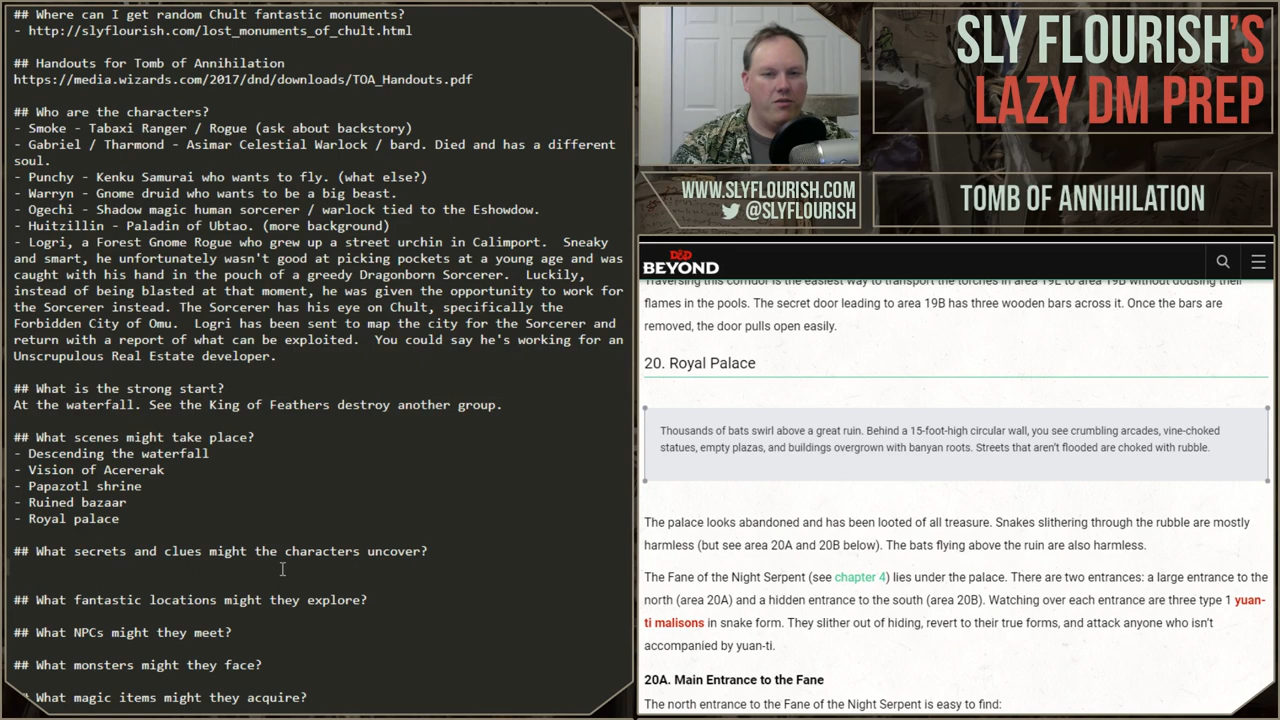 ## Where can I get random Chult fantastic monuments?
- http://slyflourish.com/lost_monuments_of_chult.html
## Handouts for Tomb of Annihilation
https://media.wizards.com/2017/dnd/downloads/TOA_Handouts.pdf
## Who are the characters?
- Smoke - Tabaxi Ranger / Rogue (ask about backstory)
- Gabriel / Tharmond - Asimar Celestial Warlock / bard. Died and has a different
soul.
- Punchy - Kenku Samurai who wants to fly. (what else?)
- Warryn - Gnome druid who wants to be a big beast.
- Ogechi - Shadow magic human sorcerer / warlock tied to the Eshowdow.
- Huitzillin - Paladin of Ubtao. (more background)
- Logri, a Forest Gnome Rogue who grew up a street urchin in Calimport.  Sneaky
and smart, he unfortunately wasn't good at picking pockets at a young age and was
caught with his hand in the pouch of a greedy Dragonborn Sorcerer.  Luckily,
instead of being blasted at that moment, he was given the opportunity to work for
the Sorcerer instead. The Sorcerer has his eye on Chult, specifically the
Forbidden City of Omu.  Logri has been sent to map the city for the Sorcerer and
return with a report of what can be exploited.  You could say he's working for an
Unscrupulous Real Estate developer.
## What is the strong start?
At the waterfall. See the King of Feathers destroy another group.
## What scenes might take place?
- Descending the waterfall
- Vision of Acererak
- Papazotl shrine
- Ruined bazaar
- Royal palace
## What secrets and clues might the characters uncover?
## What fantastic locations might they explore?
## What NPCs might they meet?
## What monsters might they face?
What magic items might they acquire?
SLY FLOURISH'S
LAZY DM PREP
WWW.SLYFLOURISH.COM
@SLYFLOURISH
TOMB OF ANNIHILATION
D&D
BEYOND
Traversing this corridor is the easiest way to transport the torches in area 19E to area 19D without dousing their
flames in the pools. The secret door leading to area 19B has three wooden bars across it. Once the bars are
removed, the door pulls open easily.
20. Royal Palace
Thousands of bats swirl above a great ruin. Behind a 15-foot-high circular wall, you see crumbling arcades, vine-choked
statues, empty plazas, and buildings overgrown with banyan roots. Streets that aren't flooded are choked with rubble.
The palace looks abandoned and has been looted of all treasure. Snakes slithering through the rubble are mostly
harmless (but see area 20A and 20B below). The bats flying above the ruin are also harmless.
The Fane of the Night Serpent (see chapter 4) lies under the palace. There are two entrances: a large entrance to the
north (area 20A) and a hidden entrance to the south (area 20B). Watching over each entrance are three type 1 yuan-
ti malisons in snake form. They slither out of hiding, revert to their true forms, and attack anyone who isn't
accompanied by yuan-ti.
20A. Main Entrance to the Fane
The north entrance to the Fane of the Night Serpent is easy to find: